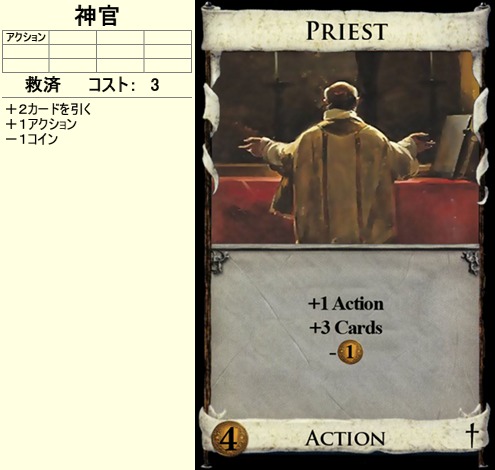 神官
アクション
救済 コスト: 3
+2カードを引く
+1アクション
-1コイン
PRIEST
+1 Action
+3 Cards
-1
4 ACTION †